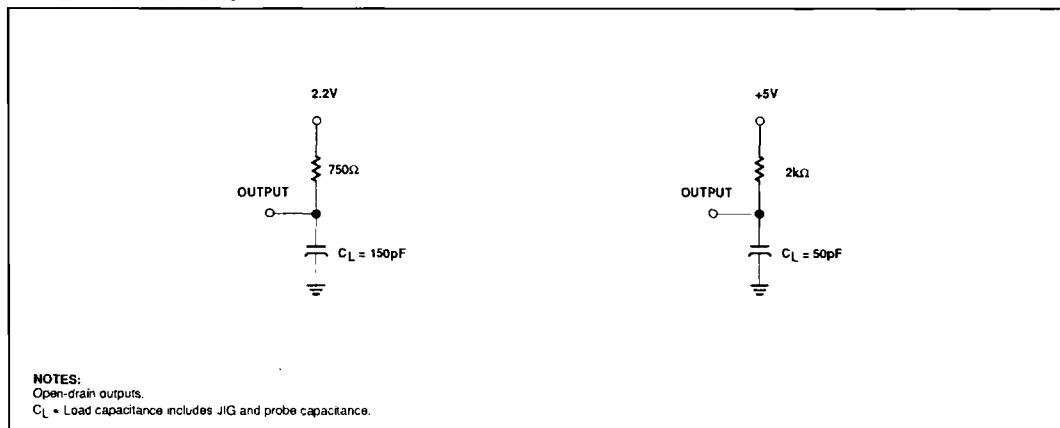 2.2V
750Ω
OUTPUT
C_L = 150pF
+5V
2kΩ
OUTPUT
C_L = 50pF
NOTES:
Open-drain outputs.
C_L = Load capacitance includes JIG and probe capacitance.